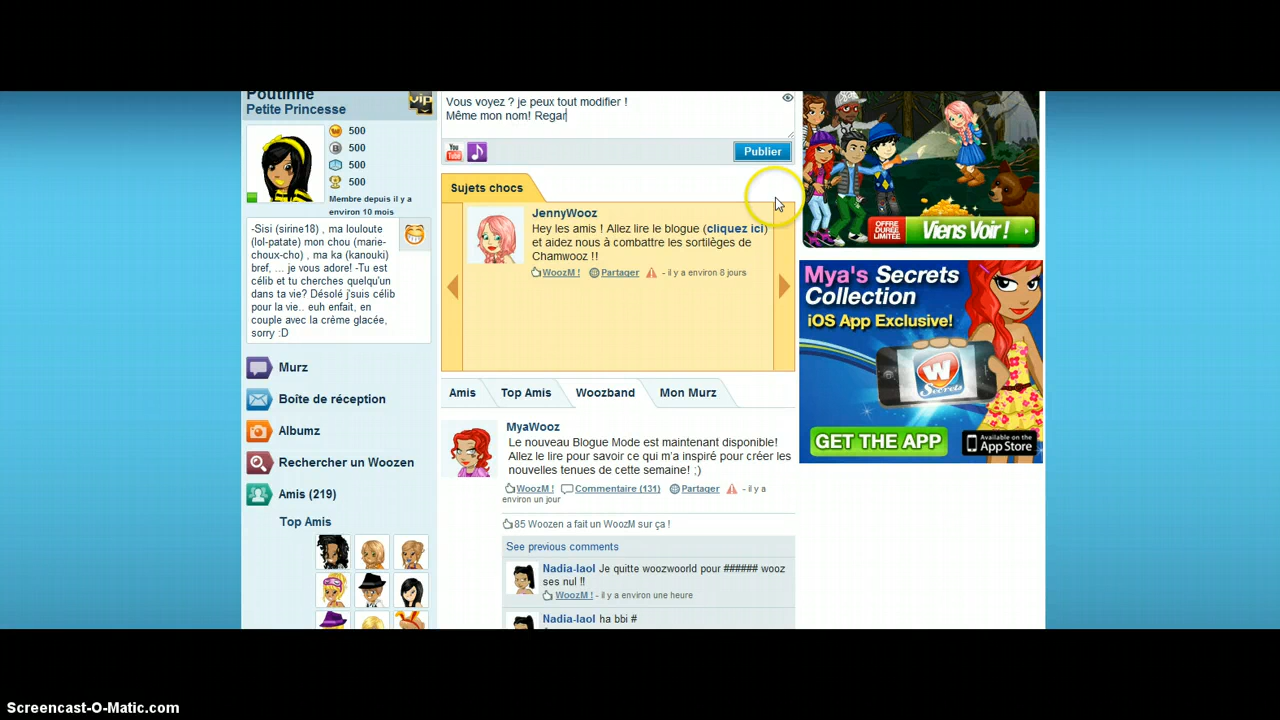 Poutinne
Petite Princesse
vip
500
500
500
500
Membre depuis il y a
environ 10 mois
-Sisi (sirine18) , ma louloute
(lol-patate) mon chou (marie-
choux-cho) , ma ka (kanouki)
bref, ... je vous adore! -Tu est
célib et tu cherches quelqu'un
dans ta vie? Désolé j'suis célib
pour la vie.. euh enfait, en
couple avec la crème glacée,
sorry :D
Murz
Boîte de réception
Albumz
Rechercher un Woozen
Amis (219)
Top Amis
Vous voyez ? je peux tout modifier !
Même mon nom! Regar
You
Tube
Publier
Sujets chocs
JennyWooz
Hey les amis ! Allez lire le blogue (cliquez ici)
et aidez nous à combattre les sortilèges de
Chamwooz !!
WoozM ! Partager - il y a environ 8 jours
Amis Top Amis Woozband Mon Murz
MyaWooz
Le nouveau Blogue Mode est maintenant disponible!
Allez le lire pour savoir ce qui m'a inspiré pour créer les
nouvelles tenues de cette semaine! ;)
WoozM ! Commentaire (131) Partager - il y a
environ un jour
85 Woozen a fait un WoozM sur ça !
See previous comments
Nadia-laol Je quitte woozwoorld pour ###### wooz
ses nul !!
WoozM ! - il y a environ une heure
Nadia-laol ha bbi #
OFFRE
DURÉE
LIMITÉE
Viens Voir !
Mya's Secrets
Collection
iOS App Exclusive!
W
Secrets
GET THE APP
Available on the
App Store
Screencast-O-Matic.com